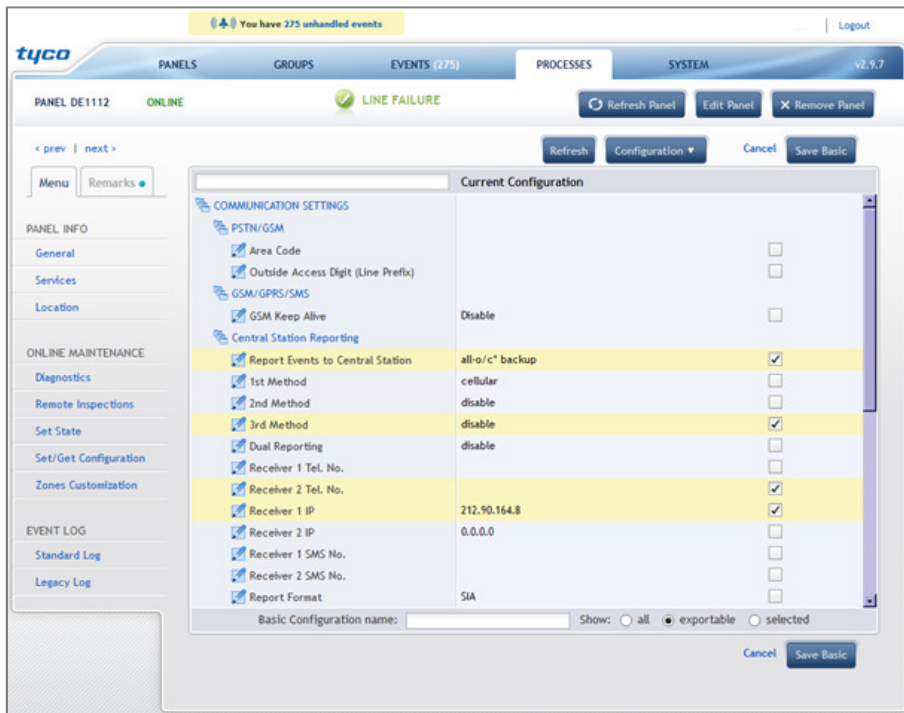 You have 275 unhandled events
Logout
tyco
PANELS GROUPS EVENTS (275) PROCESSES SYSTEM v2.9.7
PANEL DE1112 ONLINE LINE FAILURE Refresh Panel Edit Panel X Remove Panel
< prev | next > Refresh Configuration ▼ Cancel Save Basic
Menu Remarks
Current Configuration
COMMUNICATION SETTINGS
PANEL INFO
PSTN/GSM
General
Area Code
Services
Outside Access Digit (Line Prefix)
GSM/GPRS/SMS
Location
GSM Keep Alive Disable
Central Station Reporting
ONLINE MAINTENANCE
Report Events to Central Station all-o/c* backup
Diagnostics
1st Method cellular
Remote Inspections
2nd Method disable
Set State
3rd Method disable
Set/Get Configuration
Dual Reporting disable
Zones Customization
Receiver 1 Tel. No.
Receiver 2 Tel. No.
Receiver 1 IP 212.90.164.8
EVENT LOG
Receiver 2 IP 0.0.0.0
Standard Log
Receiver 1 SMS No.
Receiver 2 SMS No.
Legacy Log
Report Format SIA
Basic Configuration name: Show: all exportable selected
Cancel Save Basic